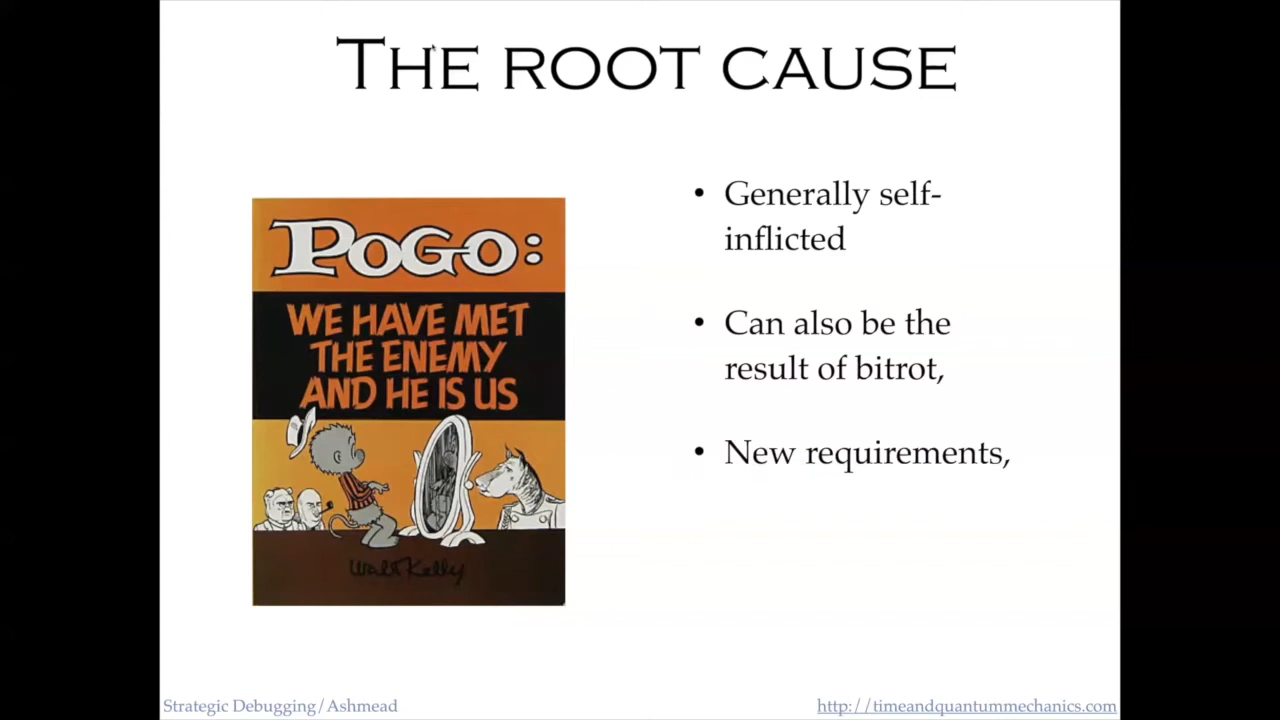 THE ROOT CAUSE
POGO:
WE HAVE MET
THE ENEMY
AND HE IS US
Walt Kelly
• Generally self-
inflicted
• Can also be the
result of bitrot,
• New requirements,
Strategic Debugging/Ashmead
http://timeandquantummechanics.com